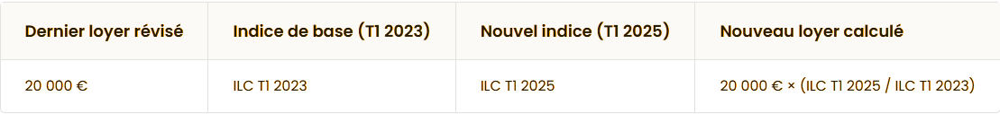 Dernier loyer révisé Indice de base (T1 2023) Nouvel indice (T1 2025) Nouveau loyer calculé
20 000 € ILC T1 2023 ILC T1 2025 20 000 € × (ILC T1 2025 / ILC T1 2023)